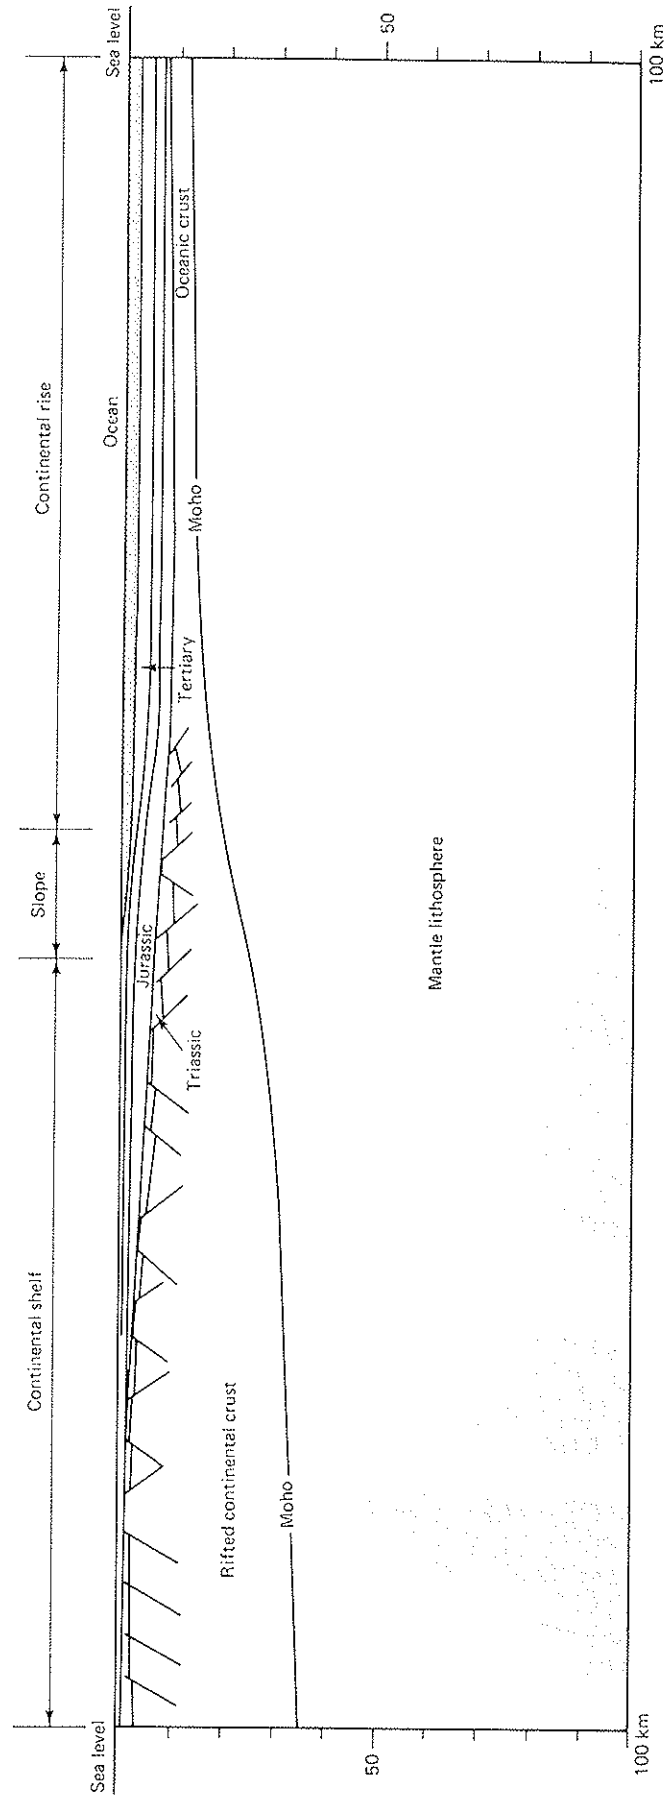 Continental shelf
Slope
Continental rise
Sea level
Ocean
Sea level
Jurassic
Tertiary
Triassic
Oceanic crust
Moho
Rifted continental crust
Moho
Mantle lithosphere
50
50
100 km
100 km